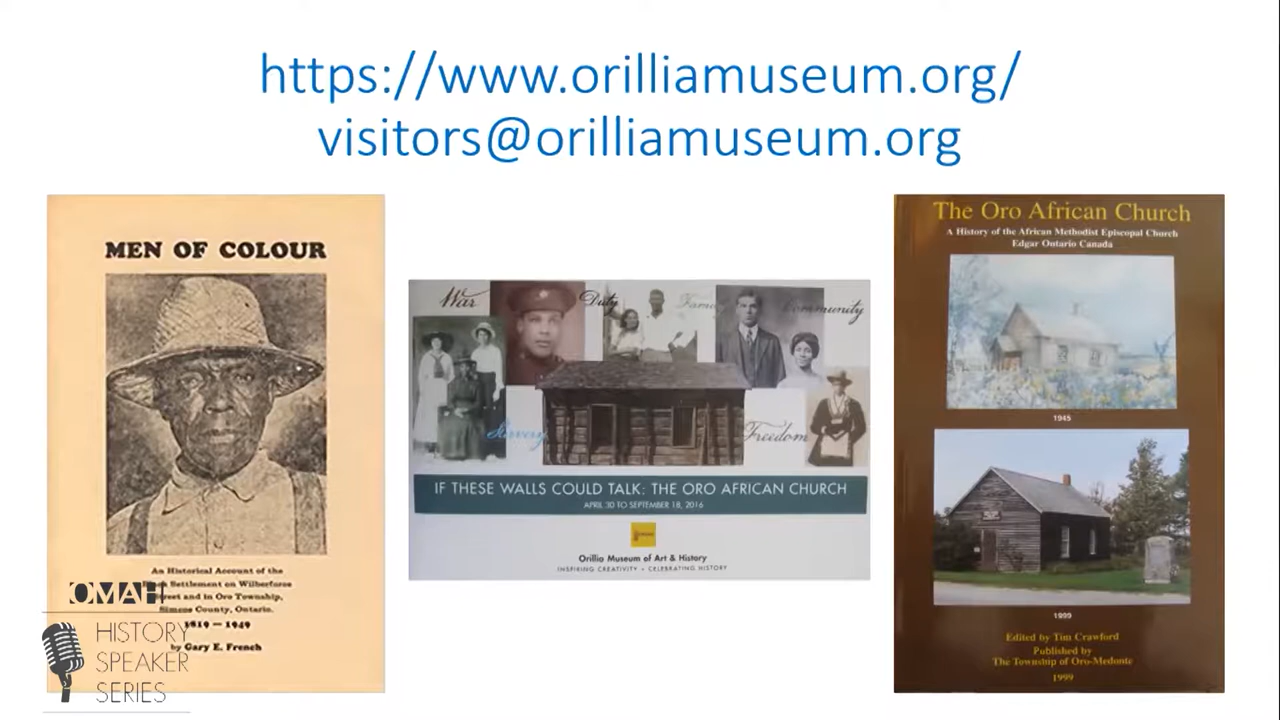 https://www.orilliamuseum.org/
visitors@orilliamuseum.org
MEN OF COLOUR
An Historical Account of the
Black Settlement on Wilberforce
Street and in Oro Township,
Simcoe County, Ontario.
1819 — 1949
by Gary E. French
OMAH
HISTORY
SPEAKER
SERIES
War
Duty
Family
Community
Slavery
Freedom
IF THESE WALLS COULD TALK: THE ORO AFRICAN CHURCH
APRIL 30 TO SEPTEMBER 18, 2016
Orillia Museum of Art & History
INSPIRING CREATIVITY • CELEBRATING HISTORY
The Oro African Church
A History of the African Methodist Episcopal Church
Edgar Ontario Canada
1945
1999
Edited by Tim Crawford
Published by
The Township of Oro-Medonte
1999